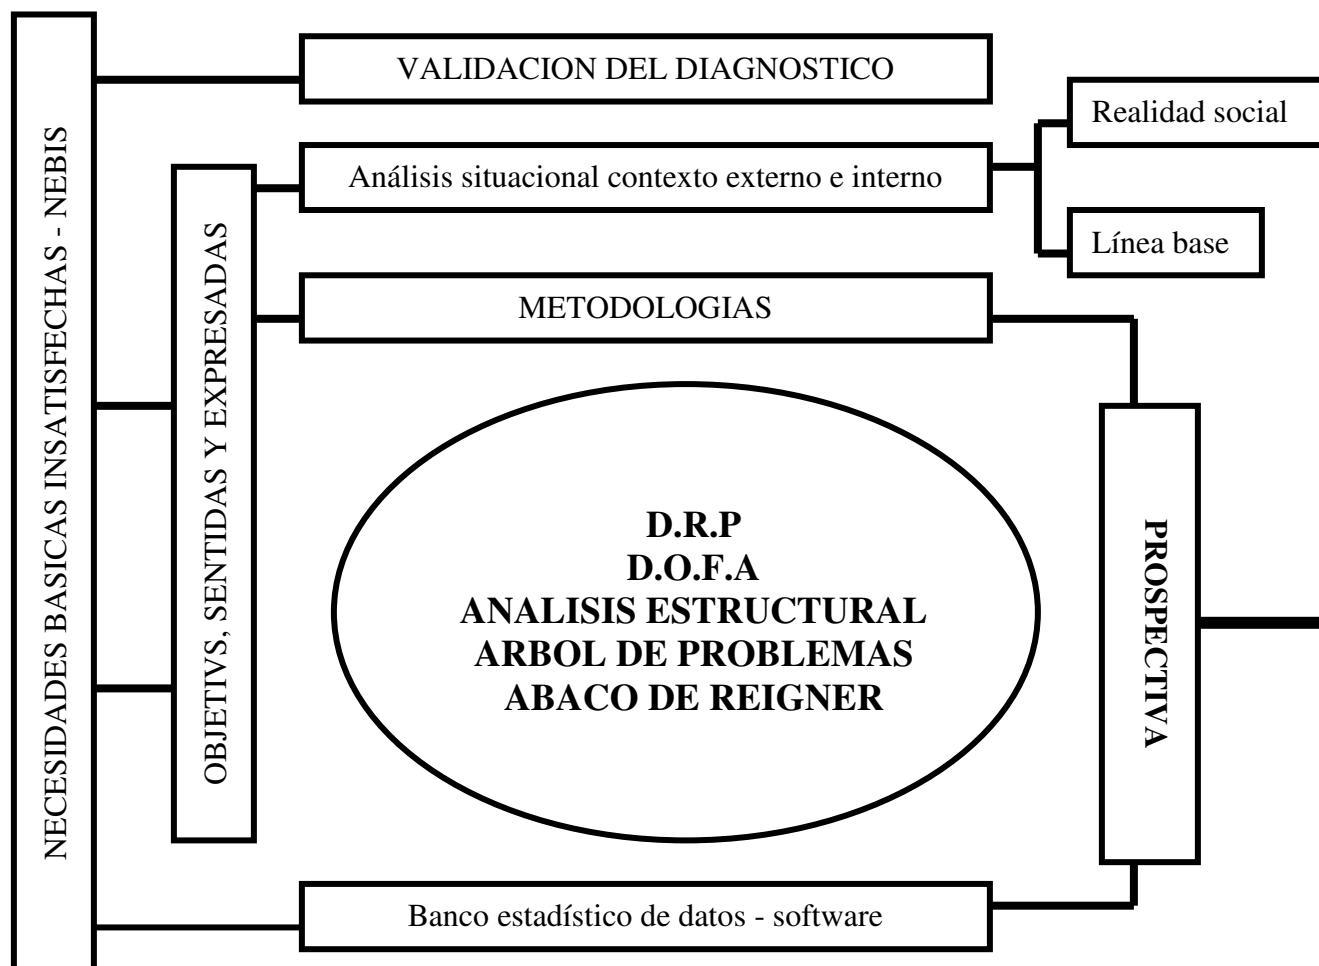 NECESIDADES BASICAS INSATISFECHAS - NEBIS
OBJETIVS, SENTIDAS Y EXPRESADAS
VALIDACION DEL DIAGNOSTICO
Análisis situacional contexto externo e interno
Realidad social
Línea base
METODOLOGIAS
D.R.P
D.O.F.A
ANALISIS ESTRUCTURAL
ARBOL DE PROBLEMAS
ABACO DE REIGNER
PROSPECTIVA
Banco estadístico de datos - software